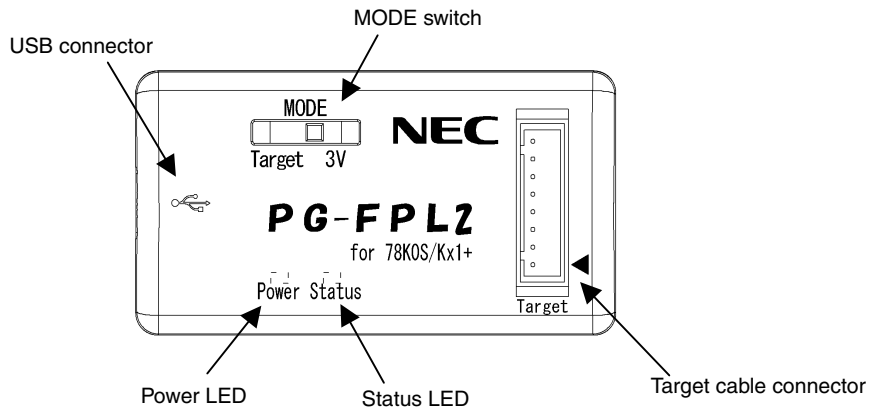 MODE switch
USB connector
MODE
NEC
Target 3V
PG-FPL2
for 78K0S/Kx1+
Power Status
Target
Power LED
Status LED
Target cable connector